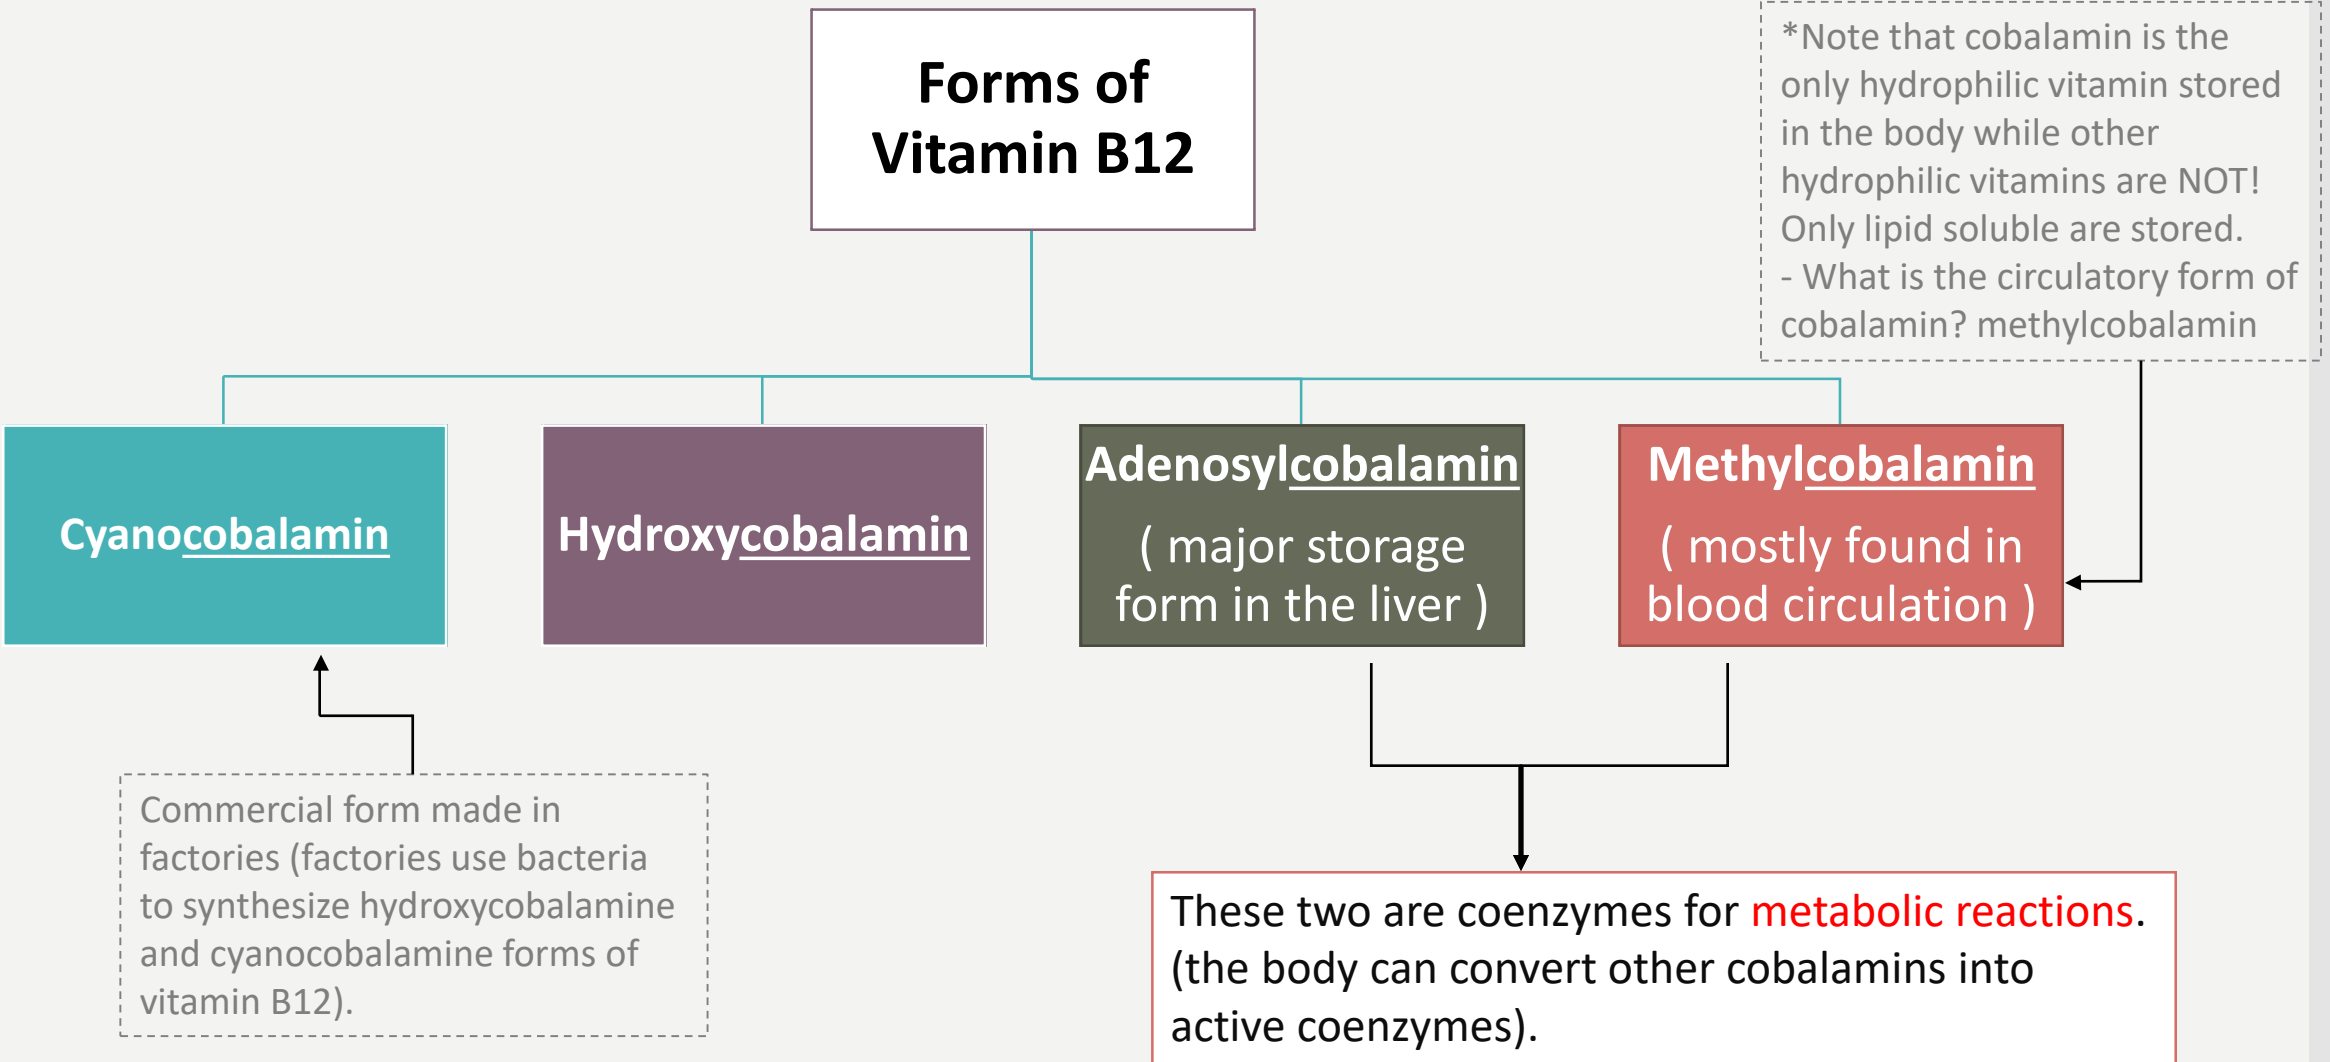 Forms of
Vitamin B12
*Note that cobalamin is the
only hydrophilic vitamin stored
in the body while other
hydrophilic vitamins are NOT!
Only lipid soluble are stored.
- What is the circulatory form of
cobalamin? methylcobalamin
Cyanocobalamin
Hydroxycobalamin
Adenosylcobalamin
( major storage
form in the liver )
Methylcobalamin
( mostly found in
blood circulation )
Commercial form made in
factories (factories use bacteria
to synthesize hydroxycobalamine
and cyanocobalamine forms of
vitamin B12).
These two are coenzymes for metabolic reactions.
(the body can convert other cobalamins into
active coenzymes).